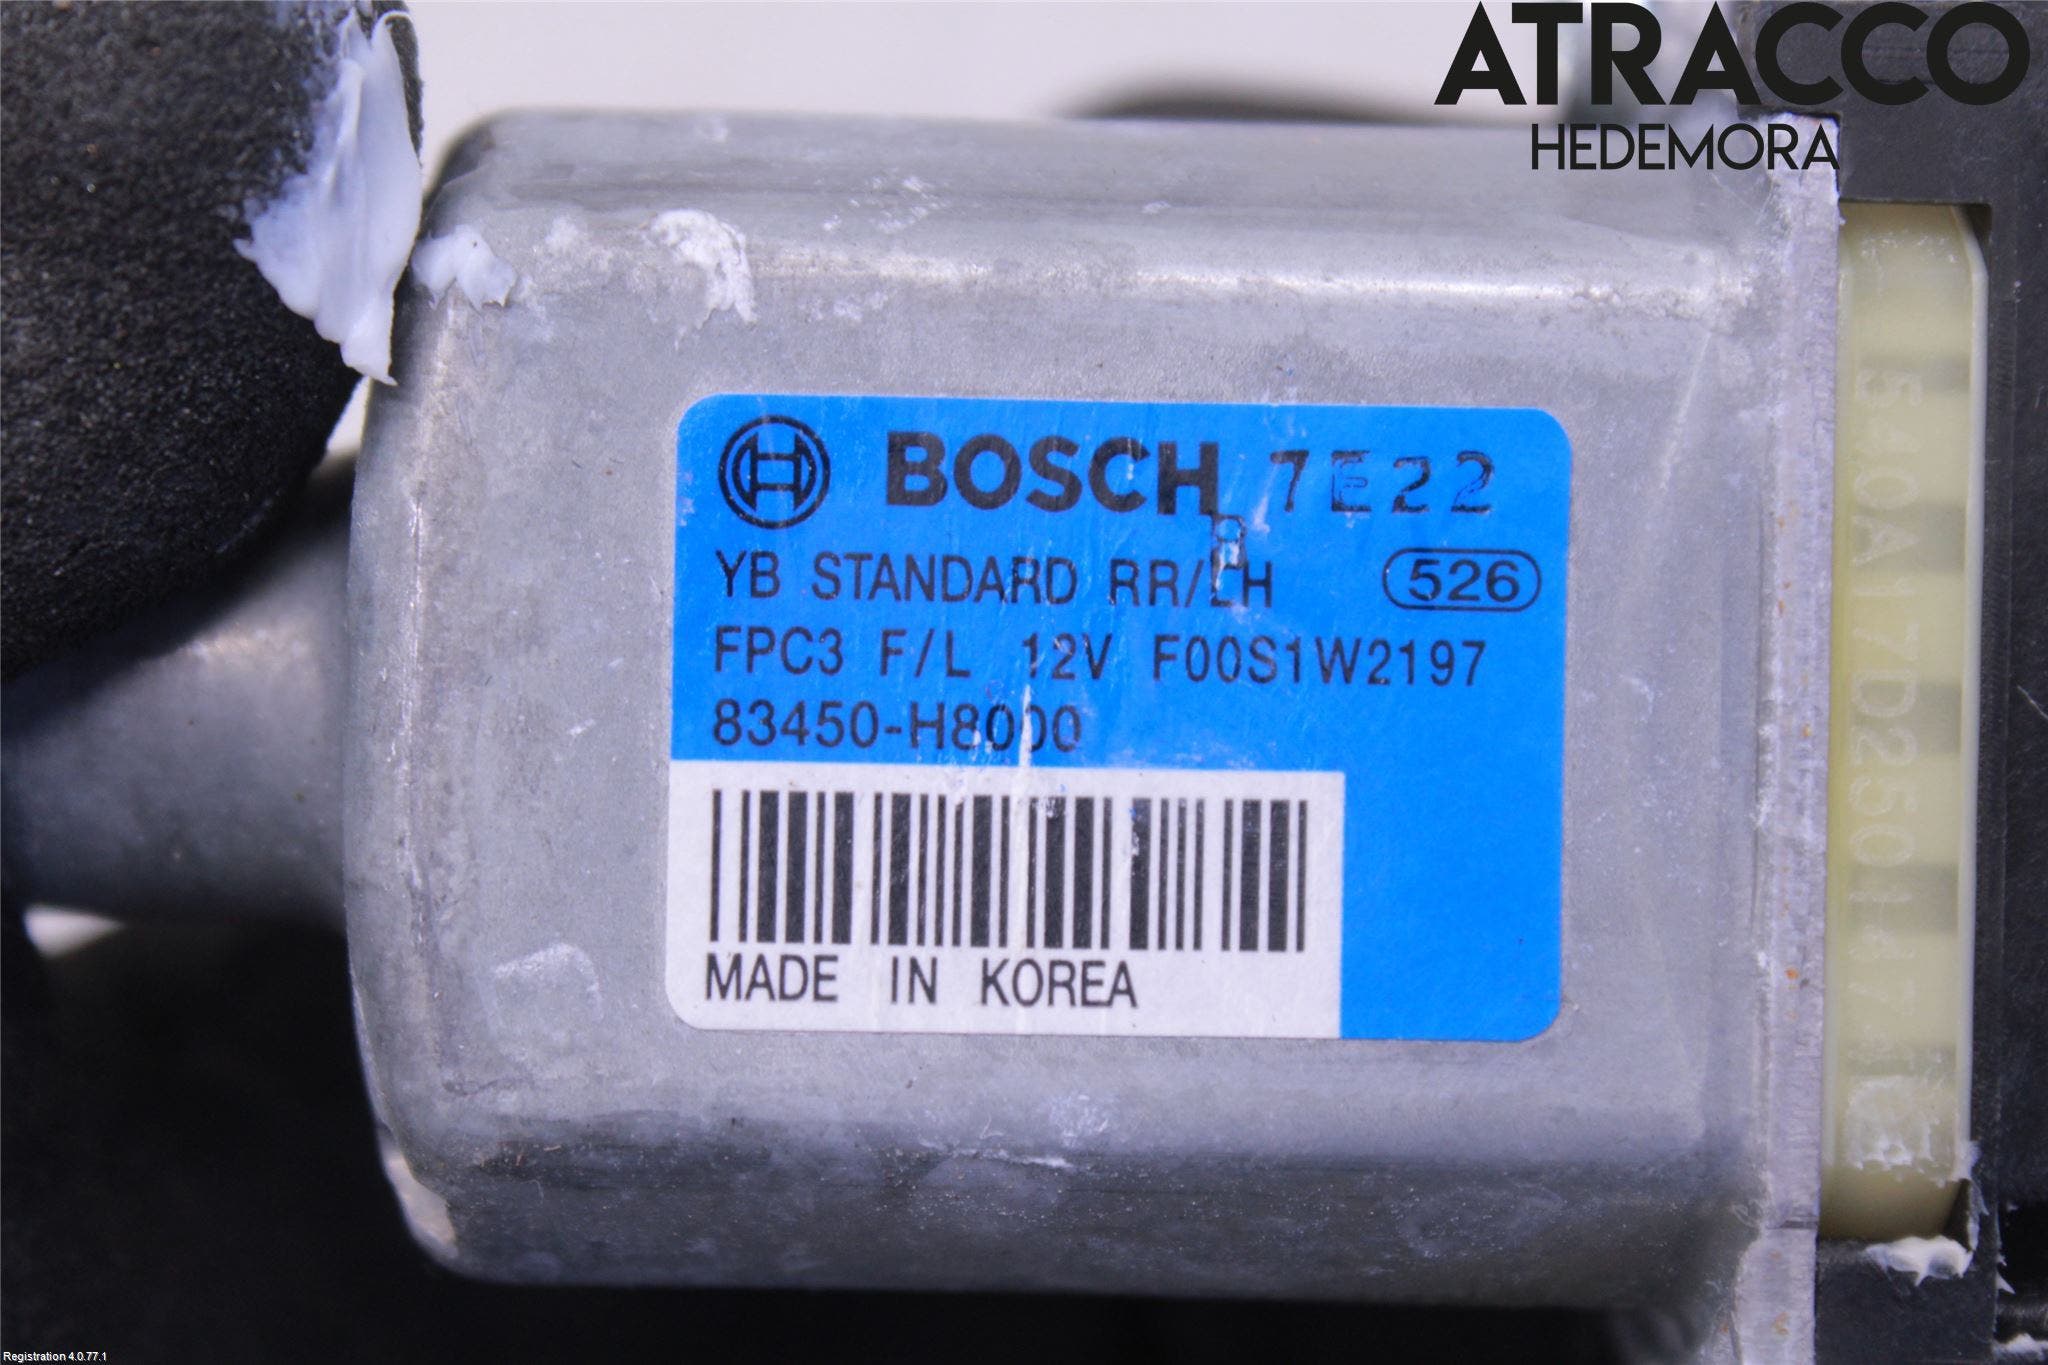 ATRACCO
HEDEMORA
BOSCH 7E22
YB STANDARD RR/LH 526
FPC3 F/L 12V F00S1W2197
83450-H8000
MADE IN KOREA
Registration 4.0.77.1